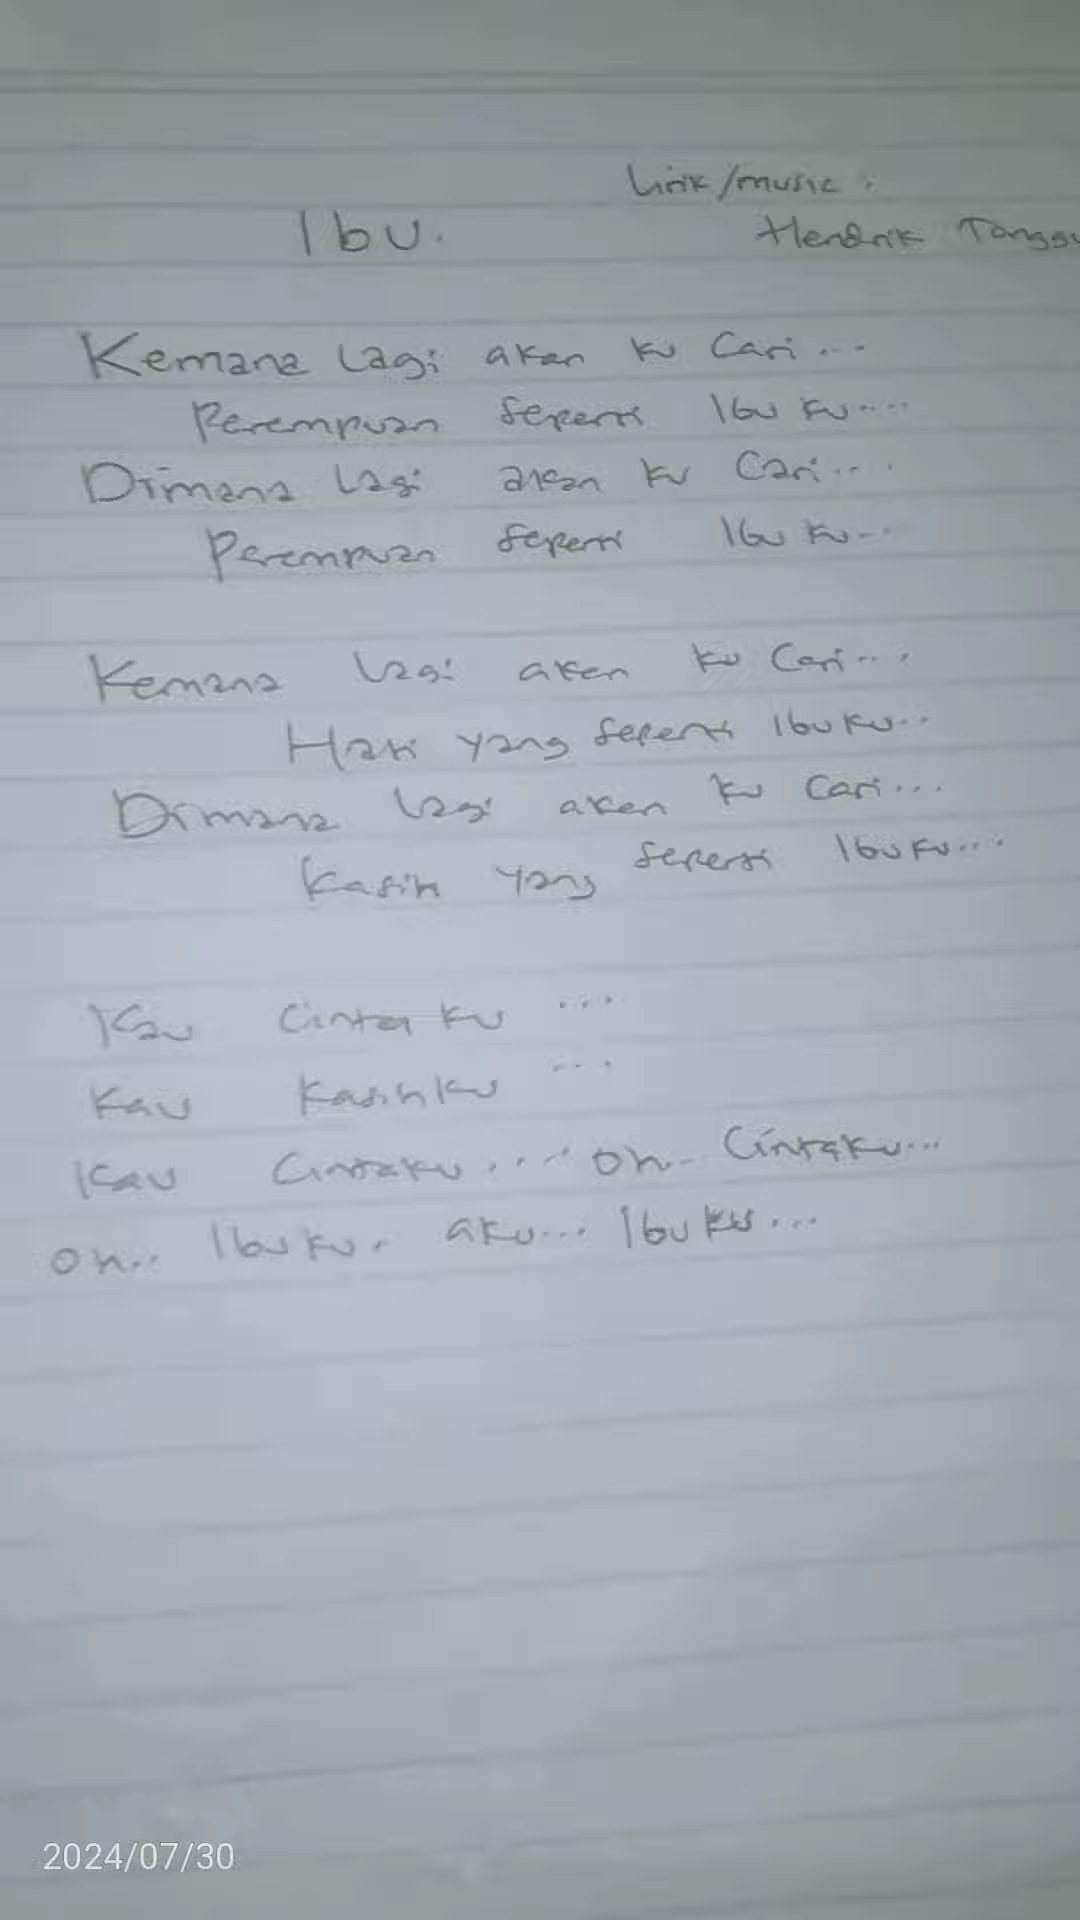 Lirik/music :
Ibu.
Hendrik
Kemana Lagi akan ku Cari...
Perempuan Seperti Ibu ku....
Dimana Lagi akan ku Cari....
Perempuan Seperti Ibu ku...
Kemana Lagi akan ku Cari...
Hati yang Seperti Ibuku...
Dimana Lagi akan ku Cari...
Kasih yang Seperti Ibuku....
Kau Cinta ku ...
Kau Kasihku ...
Kau Cintaku.... Oh.. Cintaku...
Oh.. Ibu ku. aku... Ibuku...
2024/07/30